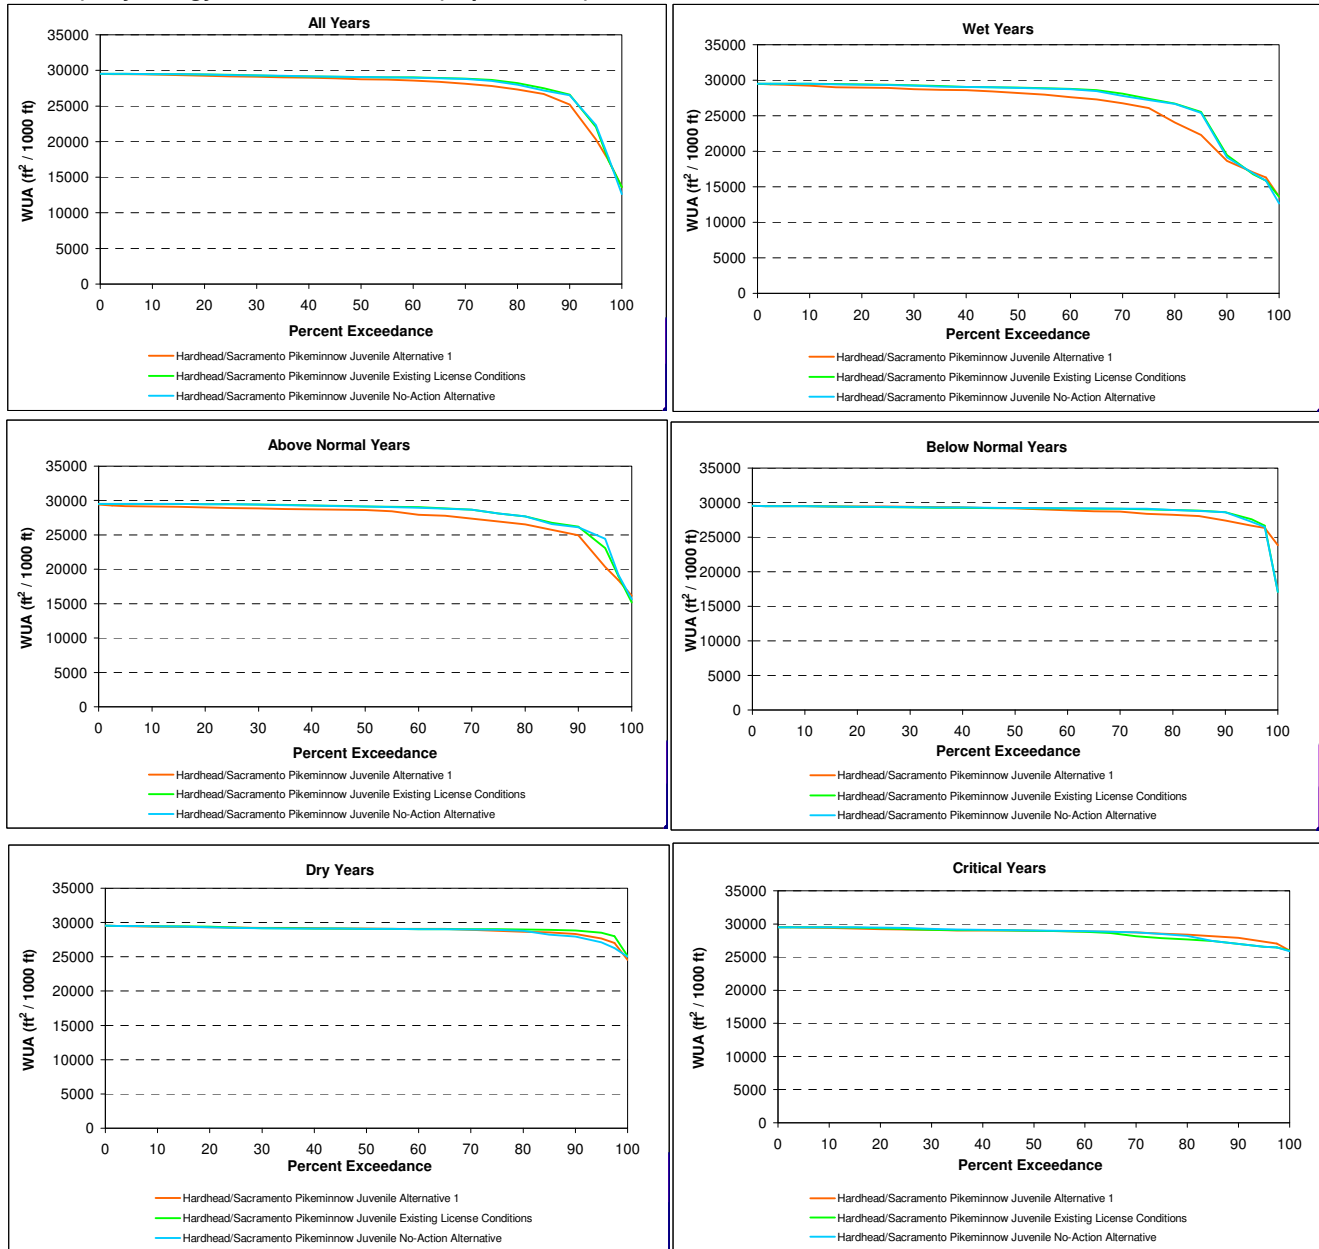 All Years
WUA (ft² / 1000 ft)
35000
30000
25000
20000
15000
10000
5000
0
0 10 20 30 40 50 60 70 80 90 100
Percent Exceedance
Hardhead/Sacramento Pikeminnow Juvenile Alternative 1
Hardhead/Sacramento Pikeminnow Juvenile Existing License Conditions
Hardhead/Sacramento Pikeminnow Juvenile No-Action Alternative
Wet Years
WUA (ft² / 1000 ft)
35000
30000
25000
20000
15000
10000
5000
0
0 10 20 30 40 50 60 70 80 90 100
Percent Exceedance
Hardhead/Sacramento Pikeminnow Juvenile Alternative 1
Hardhead/Sacramento Pikeminnow Juvenile Existing License Conditions
Hardhead/Sacramento Pikeminnow Juvenile No-Action Alternative
Above Normal Years
WUA (ft² / 1000 ft)
35000
30000
25000
20000
15000
10000
5000
0
0 10 20 30 40 50 60 70 80 90 100
Percent Exceedance
Hardhead/Sacramento Pikeminnow Juvenile Alternative 1
Hardhead/Sacramento Pikeminnow Juvenile Existing License Conditions
Hardhead/Sacramento Pikeminnow Juvenile No-Action Alternative
Below Normal Years
WUA (ft² / 1000 ft)
35000
30000
25000
20000
15000
10000
5000
0
0 10 20 30 40 50 60 70 80 90 100
Percent Exceedance
Hardhead/Sacramento Pikeminnow Juvenile Alternative 1
Hardhead/Sacramento Pikeminnow Juvenile Existing License Conditions
Hardhead/Sacramento Pikeminnow Juvenile No-Action Alternative
Dry Years
WUA (ft² / 1000 ft)
35000
30000
25000
20000
15000
10000
5000
0
0 10 20 30 40 50 60 70 80 90 100
Percent Exceedance
Hardhead/Sacramento Pikeminnow Juvenile Alternative 1
Hardhead/Sacramento Pikeminnow Juvenile Existing License Conditions
Hardhead/Sacramento Pikeminnow Juvenile No-Action Alternative
Critical Years
WUA (ft² / 1000 ft)
35000
30000
25000
20000
15000
10000
5000
0
0 10 20 30 40 50 60 70 80 90 100
Percent Exceedance
Hardhead/Sacramento Pikeminnow Juvenile Alternative 1
Hardhead/Sacramento Pikeminnow Juvenile Existing License Conditions
Hardhead/Sacramento Pikeminnow Juvenile No-Action Alternative